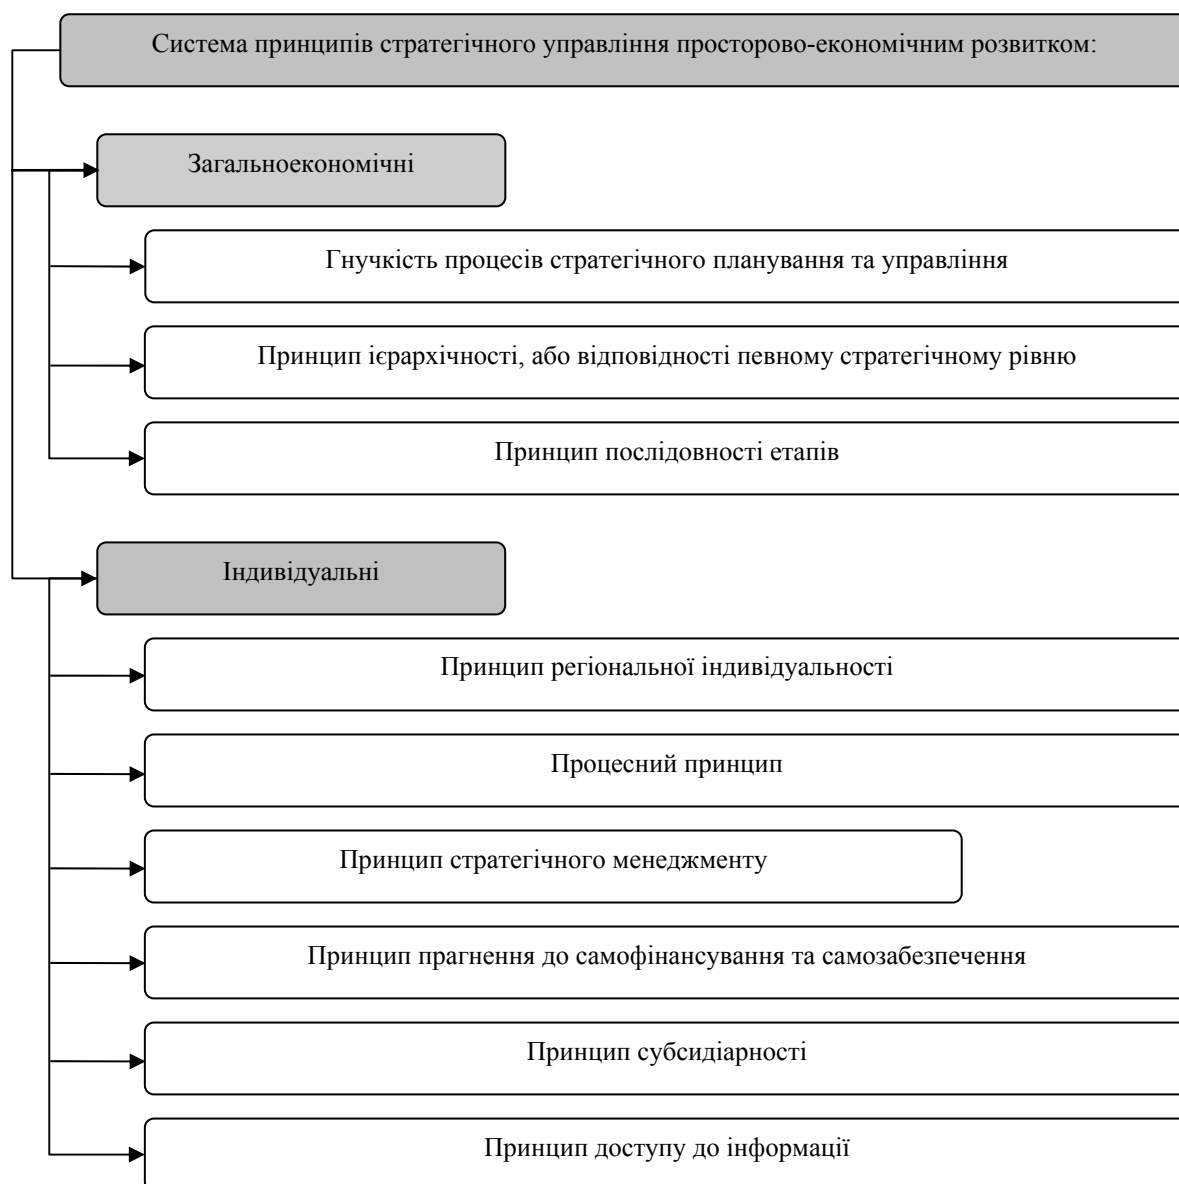 Система принципів стратегічного управління просторово-економічним розвитком:
Загальноекономічні
Гнучкість процесів стратегічного планування та управління
Принцип ієрархічності, або відповідності певному стратегічному рівню
Принцип послідовності етапів
Індивідуальні
Принцип регіональної індивідуальності
Процесний принцип
Принцип стратегічного менеджменту
Принцип прагнення до самофінансування та самозабезпечення
Принцип субсидіарності
Принцип доступу до інформації